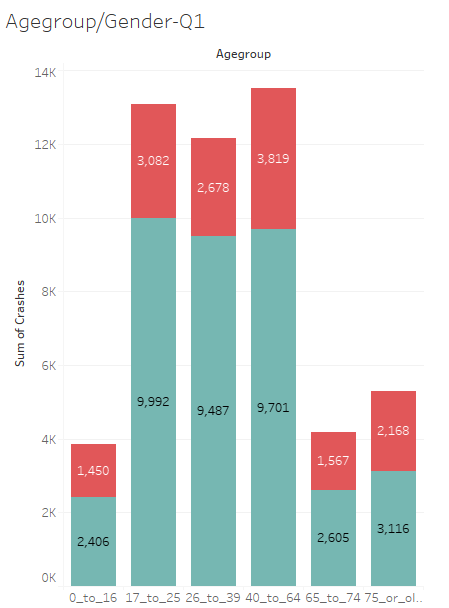 Agegroup/Gender-Q1
Agegroup
14K
12K
10K
8K
6K
4K
2K
0K
Sum of Crashes
1,450
2,406
3,082
9,992
2,678
9,487
3,819
9,701
1,567
2,605
2,168
3,116
0_to_16 17_to_25 26_to_39 40_to_64 65_to_74 75_or_ol..